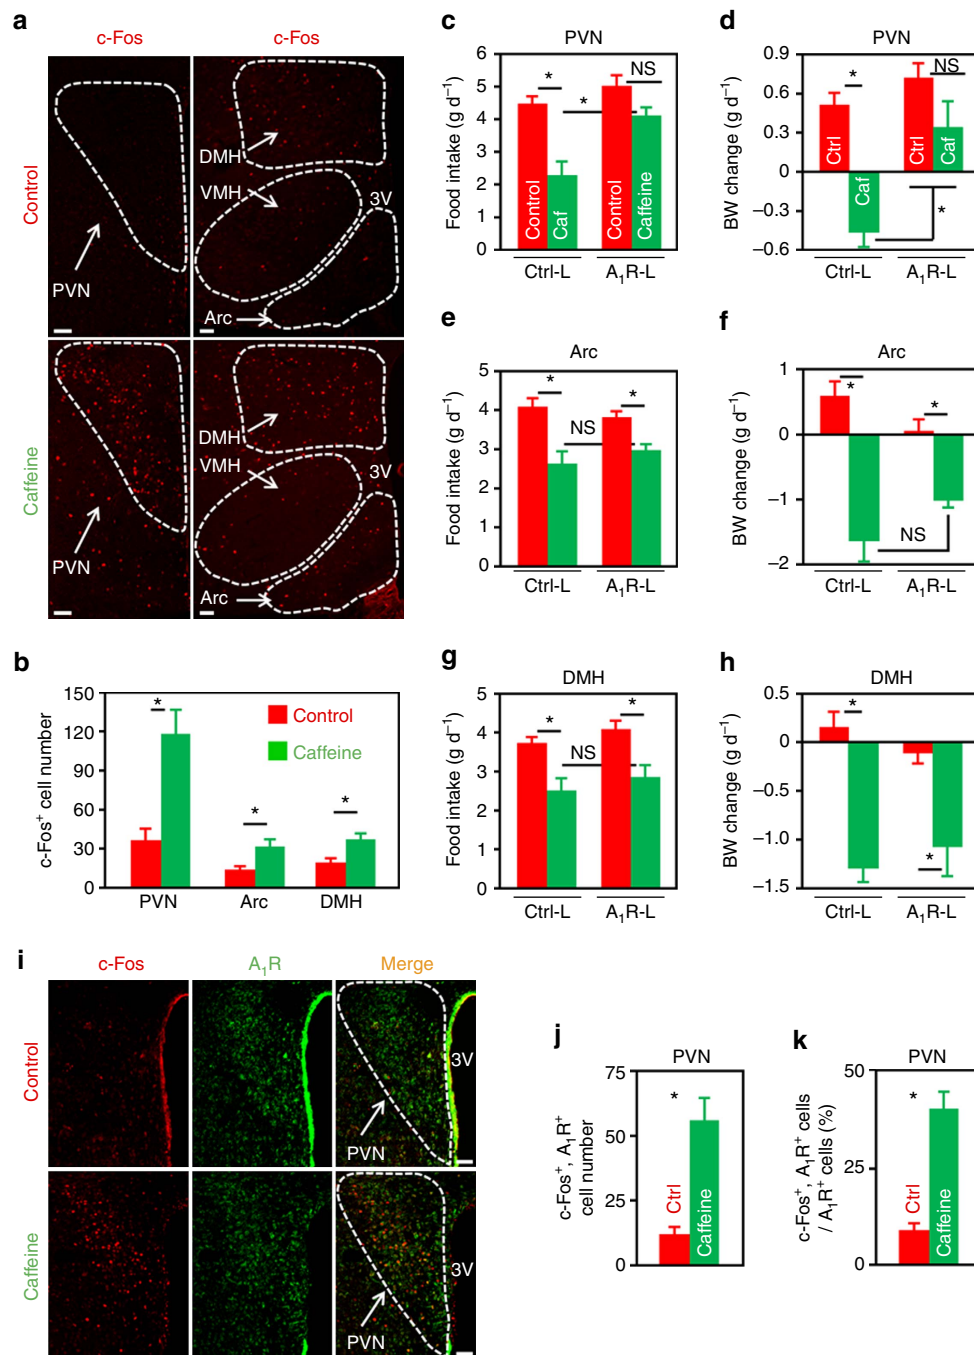 a
c-Fos
c-Fos
Control
DMH
VMH
3V
PVN
Arc
Caffeine
DMH
VMH
3V
PVN
Arc
b
c-Fos⁺ cell number
150
120
90
60
30
0
*
*
*
Control
Caffeine
PVN
Arc
DMH
c
PVN
Food intake (g d⁻¹)
6
5
4
3
2
1
0
*
*
NS
Control
Caf
Control
Caffeine
Ctrl-L
A₁R-L
d
PVN
BW change (g d⁻¹)
0.9
0.6
0.3
0
−0.3
−0.6
*
NS
*
Ctrl
Caf
Ctrl
Caf
Ctrl-L
A₁R-L
e
Arc
Food intake (g d⁻¹)
5
4
3
2
1
0
*
NS
*
Ctrl-L
A₁R-L
f
Arc
BW change (g d⁻¹)
1
0
−1
−2
*
*
NS
Ctrl-L
A₁R-L
g
DMH
Food intake (g d⁻¹)
5
4
3
2
1
0
*
NS
*
Ctrl-L
A₁R-L
h
DMH
BW change (g d⁻¹)
0.5
0
−0.5
−1.0
−1.5
*
*
Ctrl-L
A₁R-L
i
c-Fos
A₁R
Merge
Control
3V
PVN
Caffeine
3V
PVN
j
PVN
c-Fos⁺, A₁R⁺
cell number
75
50
25
0
*
Ctrl
Caffeine
k
PVN
c-Fos⁺, A₁R⁺ cells
/ A₁R⁺ cells (%)
50
25
0
*
Ctrl
Caffeine